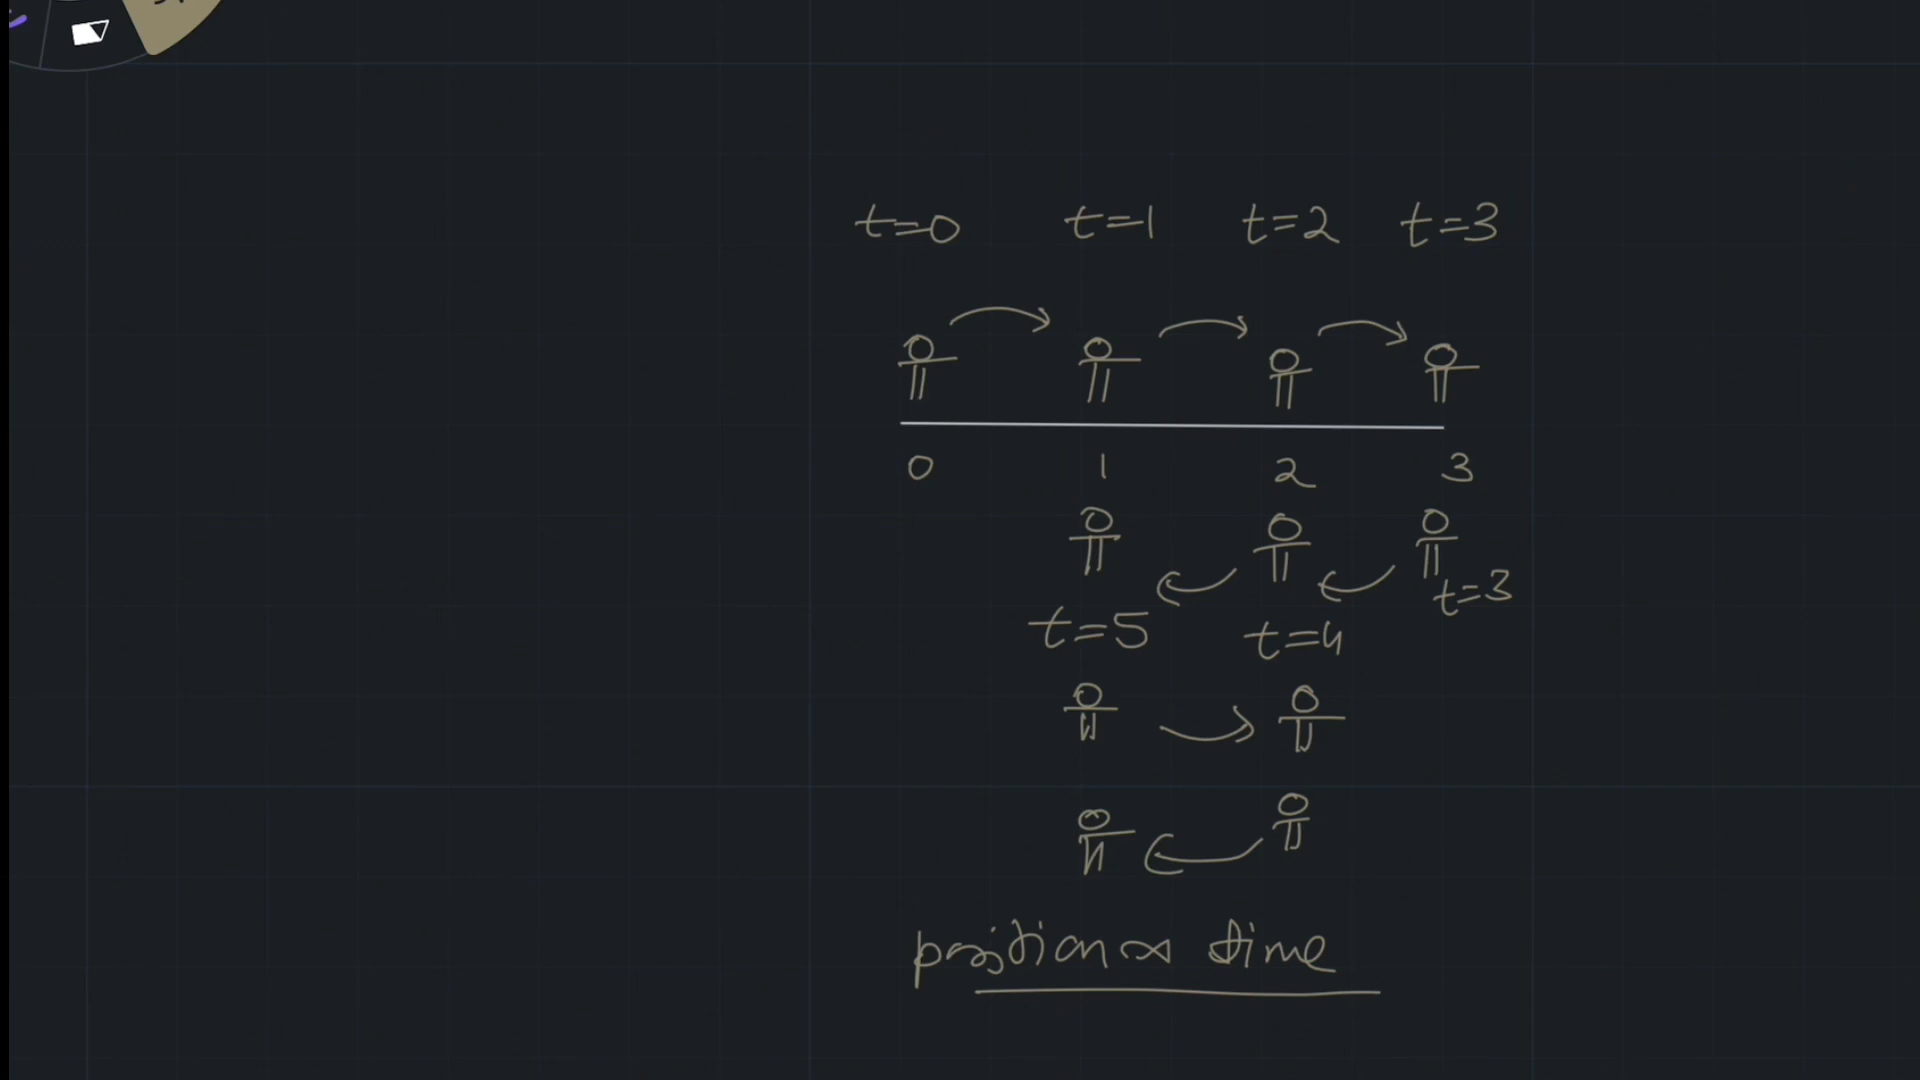 t=0 t=1 t=2 t=3
0 1 2 3
t=3
t=5 t=4
position ∝ time